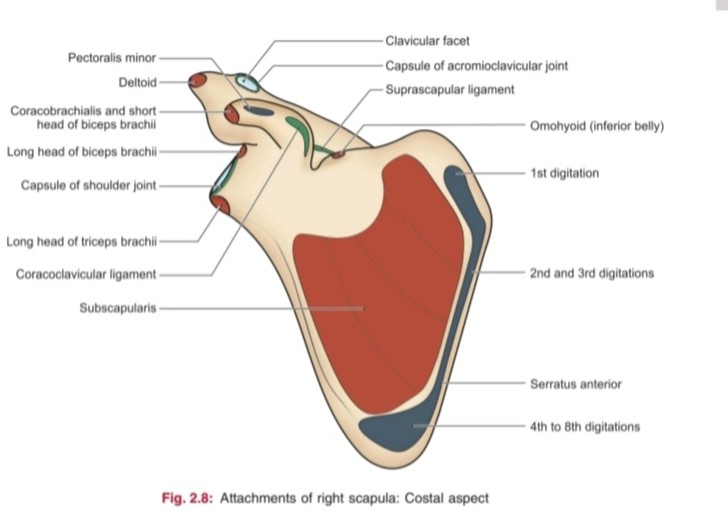 Clavicular facet
Pectoralis minor
Capsule of acromioclavicular joint
Deltoid
Suprascapular ligament
Coracobrachialis and short
head of biceps brachii
Omohyoid (inferior belly)
Long head of biceps brachii
1st digitation
Capsule of shoulder joint
Long head of triceps brachii
Coracoclavicular ligament
2nd and 3rd digitations
Subscapularis
Serratus anterior
4th to 8th digitations
Fig. 2.8: Attachments of right scapula: Costal aspect